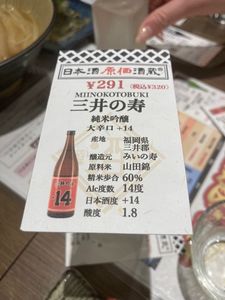 日本酒原価酒蔵
¥291 (税込¥320)
MIINOKOTOBUKI
三井の寿
純米吟醸
大辛口 +14
産地 福岡県
三井郡
醸造元 みいの寿
原料米 山田錦
精米歩合 60%
Alc度数 14度
日本酒度 +14
酸度 1.8
14